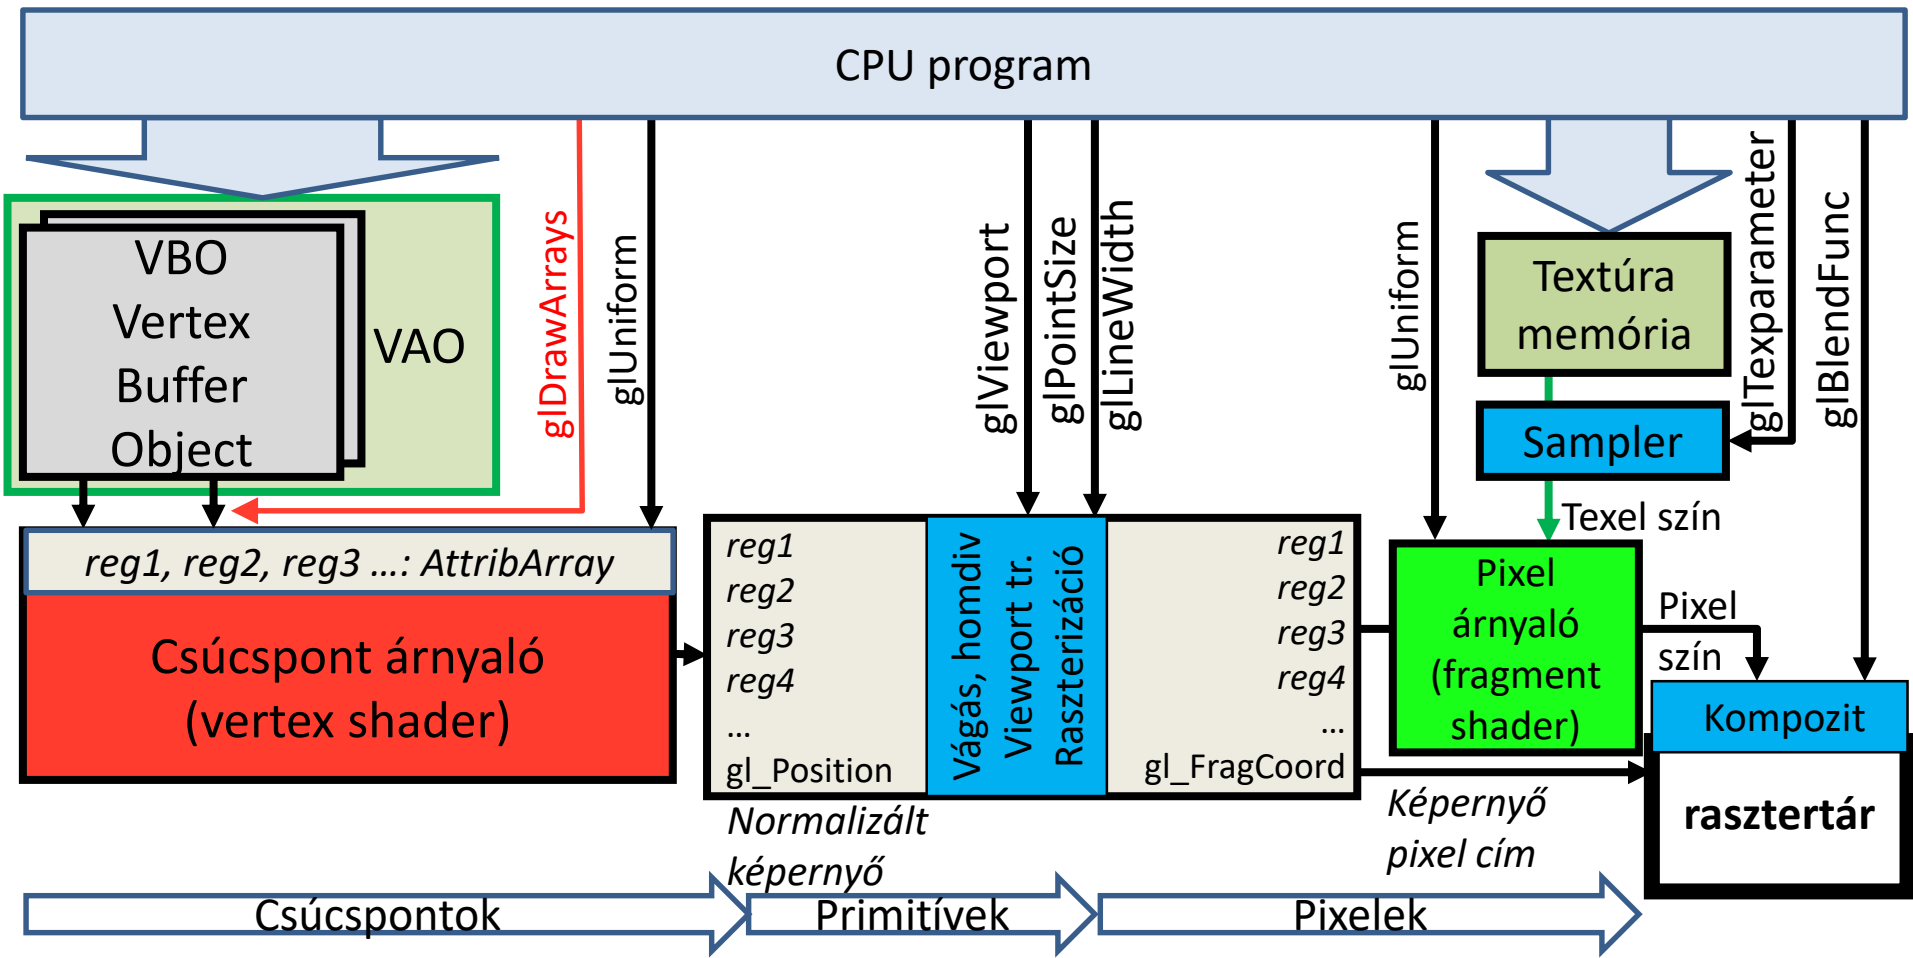 CPU program
glDrawArrays
glUniform
glViewport
glPointSize
glLineWidth
glUniform
glTexparameter
glBlendFunc
VBO
Vertex
Buffer
Object
VAO
Textúra
memória
Sampler
Texel szín
reg1, reg2, reg3 …: AttribArray
Csúcspont árnyaló
(vertex shader)
reg1
reg2
reg3
reg4
…
gl_Position
Vágás, homdiv
Viewport tr.
Raszterizáció
reg1
reg2
reg3
reg4
…
gl_FragCoord
Pixel
árnyaló
(fragment
shader)
Pixel
szín
Kompozit
rasztertár
Normalizált
képernyő
Képernyő
pixel cím
Csúcspontok
Primitívek
Pixelek